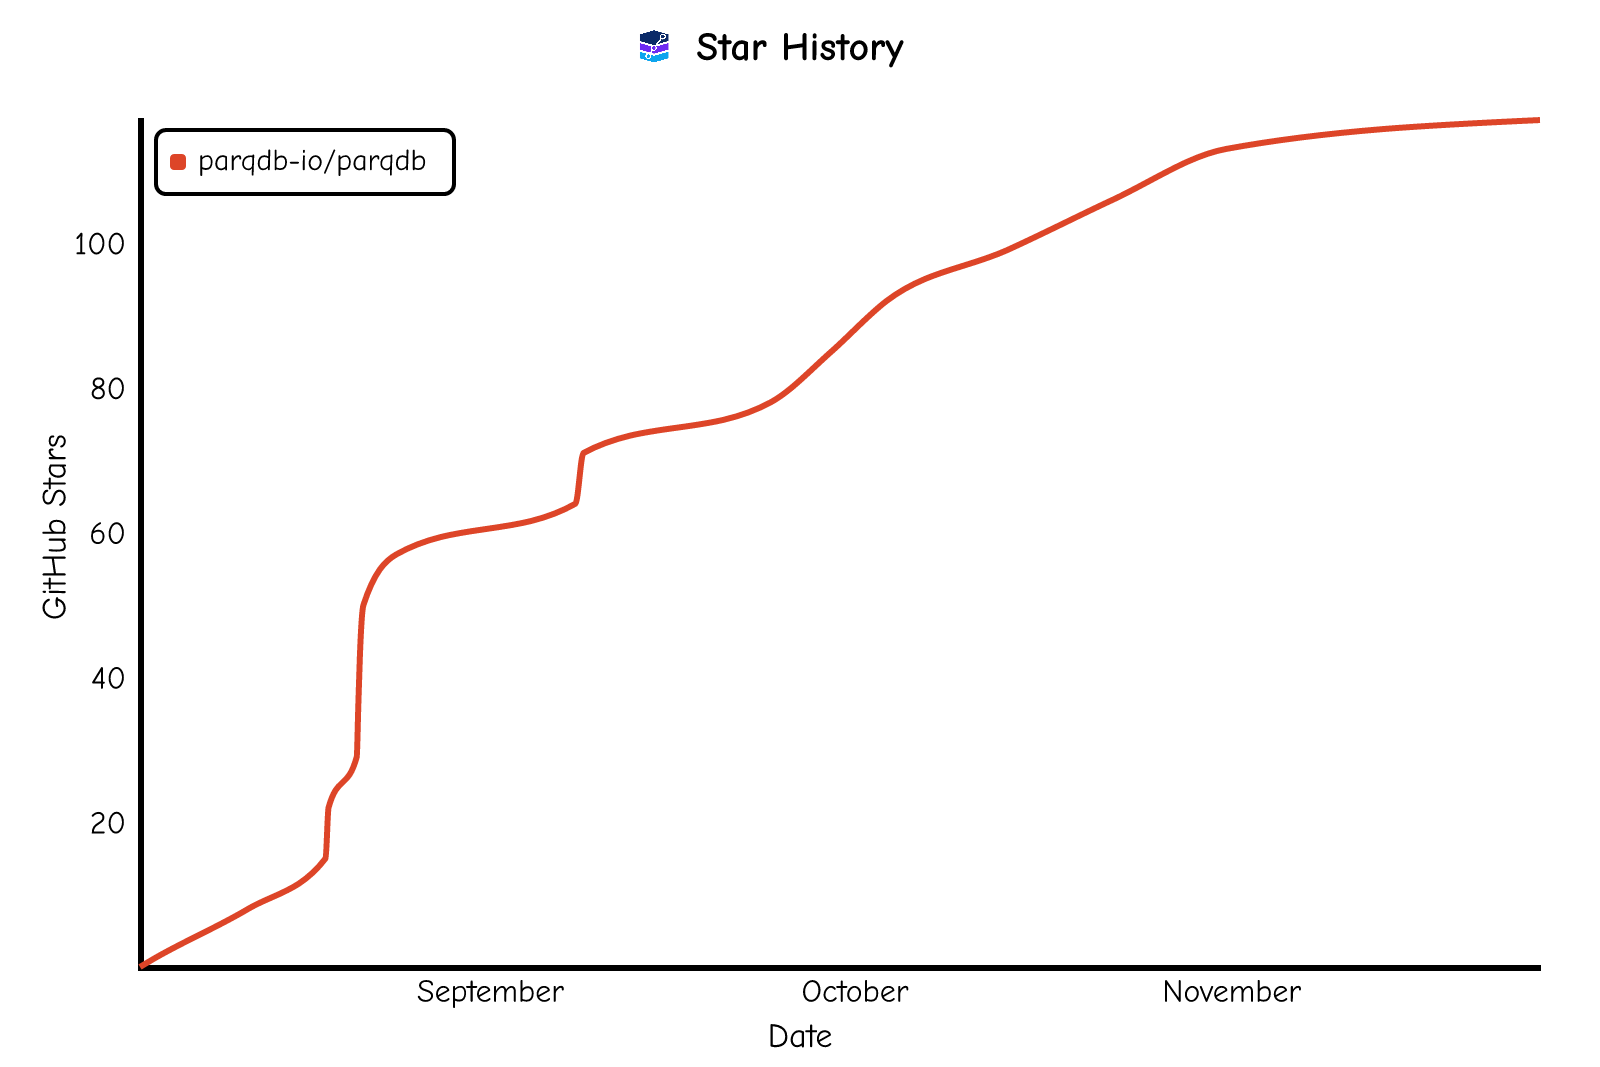 Star History
parqdb-io/parqdb
100
80
60
40
20
GitHub Stars
September October November
Date